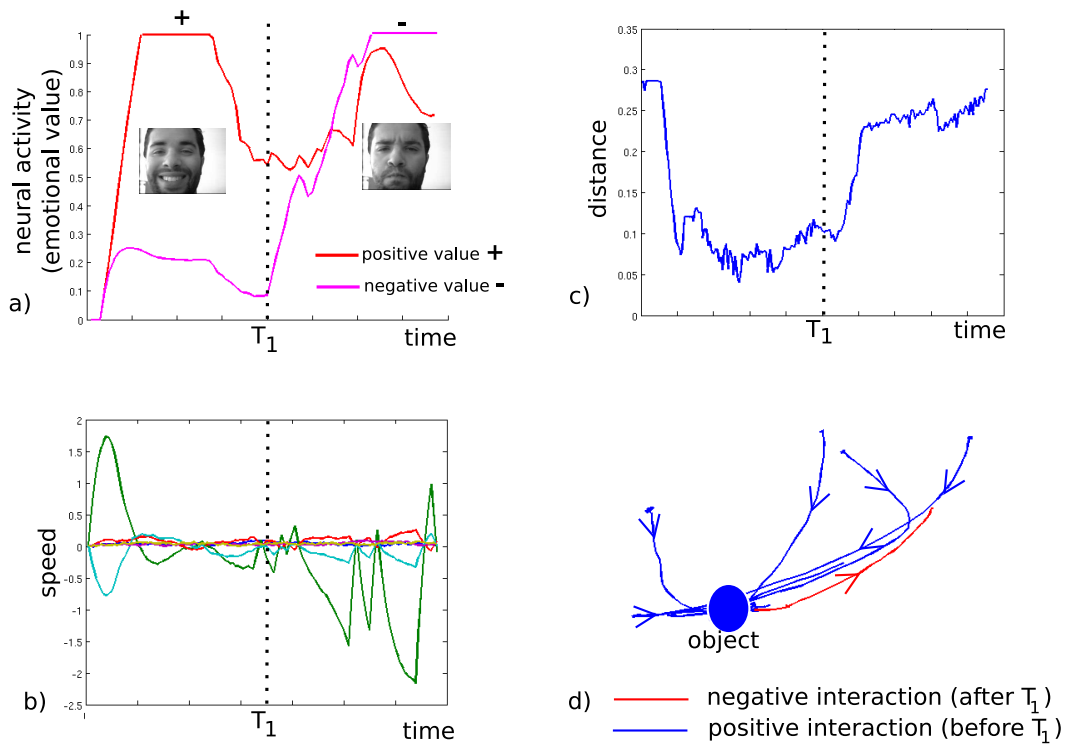 +
-
1
0.9
0.8
0.7
0.6
0.5
0.4
0.3
0.2
0.1
0
neural activity
(emotional value)
positive value +
negative value -
a)
T1
time
0.35
0.3
0.25
0.2
0.15
0.1
0.05
0
distance
c)
T1
time
2
1.5
1
0.5
0
-0.5
-1
-1.5
-2
-2.5
speed
b)
T1
time
object
d)
negative interaction (after T1)
positive interaction (before T1)